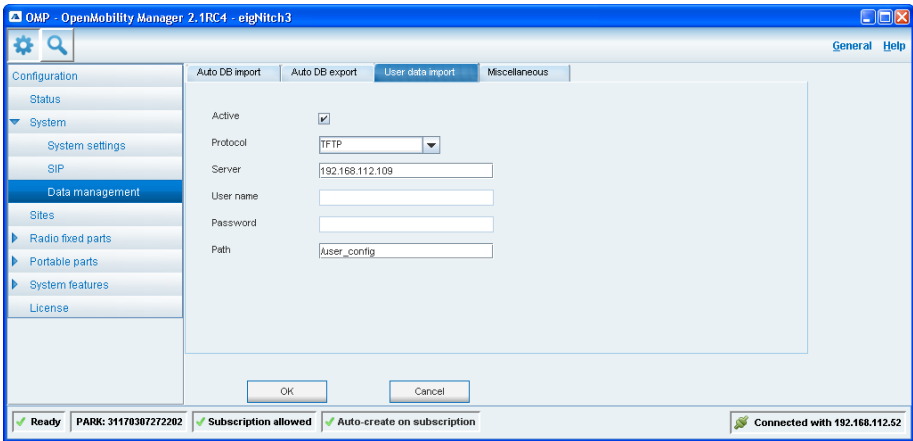 OMP - OpenMobility Manager 2.1RC4 - eigNitch3
General Help
Configuration
Status
System
System settings
SIP
Data management
Sites
Radio fixed parts
Portable parts
System features
License
Auto DB import Auto DB export User data import Miscellaneous
Active
Protocol TFTP
Server 192.168.112.109
User name
Password
Path /user_config
OK Cancel
Ready PARK: 31170307272202 Subscription allowed Auto-create on subscription Connected with 192.168.112.52